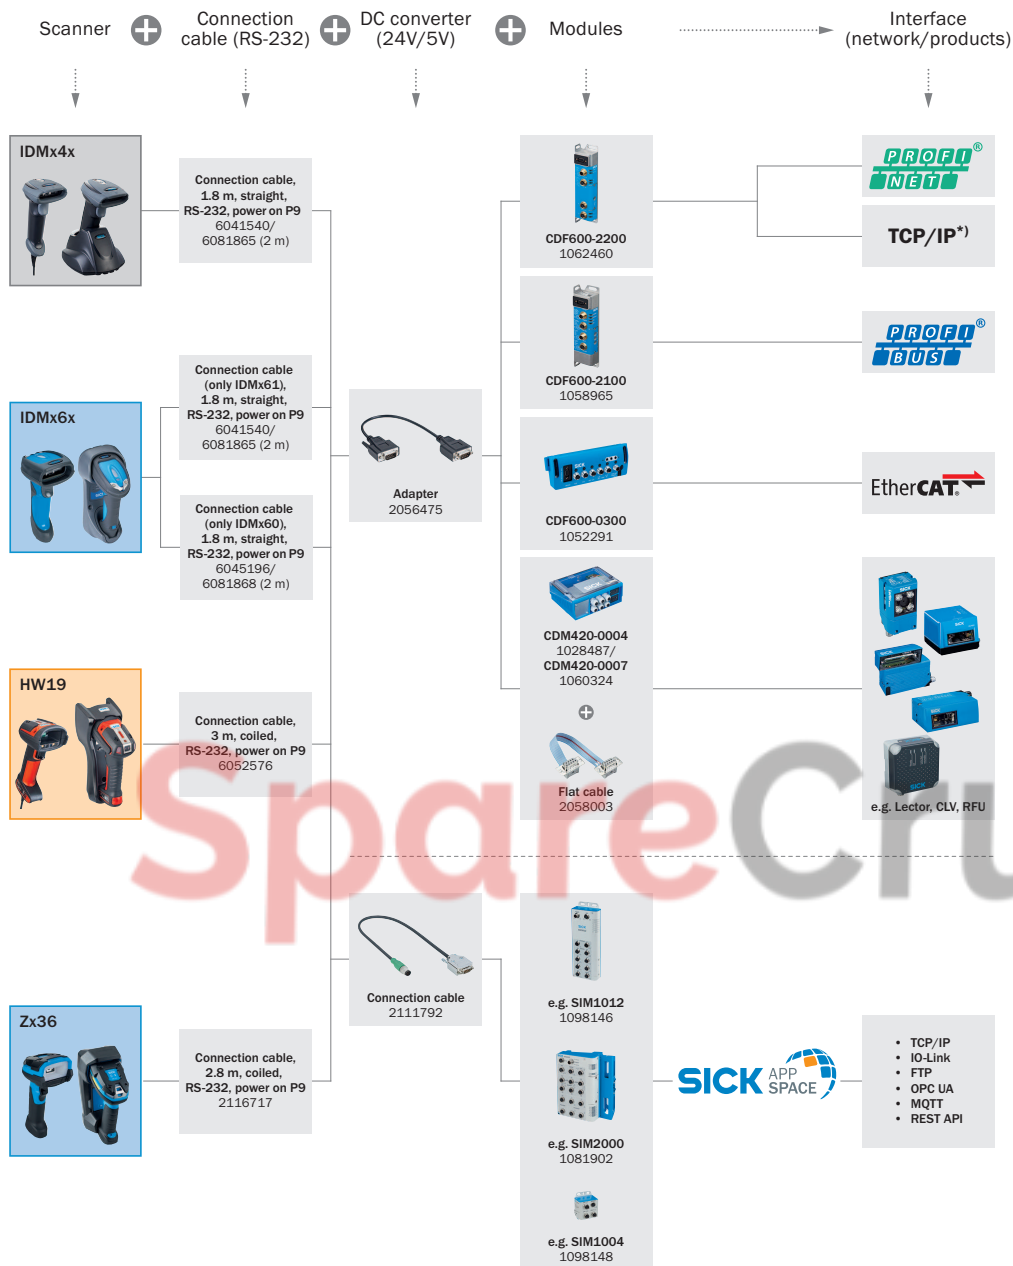 Scanner
Connection
cable (RS-232)
DC converter
(24V/5V)
Modules
Interface
(network/products)
IDMx4x
Connection cable,
1.8 m, straight,
RS-232, power on P9
6041540/
6081865 (2 m)
CDF600-2200
1062460
PROFI®
NET
TCP/IP*)
CDF600-2100
1058965
PROFI®
BUS
IDMx6x
Connection cable
(only IDMx61),
1.8 m, straight,
RS-232, power on P9
6041540/
6081865 (2 m)
Connection cable
(only IDMx60),
1.8 m, straight,
RS-232, power on P9
6045196/
6081868 (2 m)
Adapter
2056475
SICK
CDF600-0300
1052291
EtherCAT®
CDM420-0004
1028487/
CDM420-0007
1060324
Flat cable
2058003
SICK
SICK
SICK
e.g. Lector, CLV, RFU
HW19
Connection cable,
3 m, coiled,
RS-232, power on P9
6052576
SpareCru
Connection cable
2111792
SICK
e.g. SIM1012
1098146
Zx36
Connection cable,
2.8 m, coiled,
RS-232, power on P9
2116717
e.g. SIM2000
1081902
e.g. SIM1004
1098148
SICK APP
SPACE
• TCP/IP
• IO-Link
• FTP
• OPC UA
• MQTT
• REST API